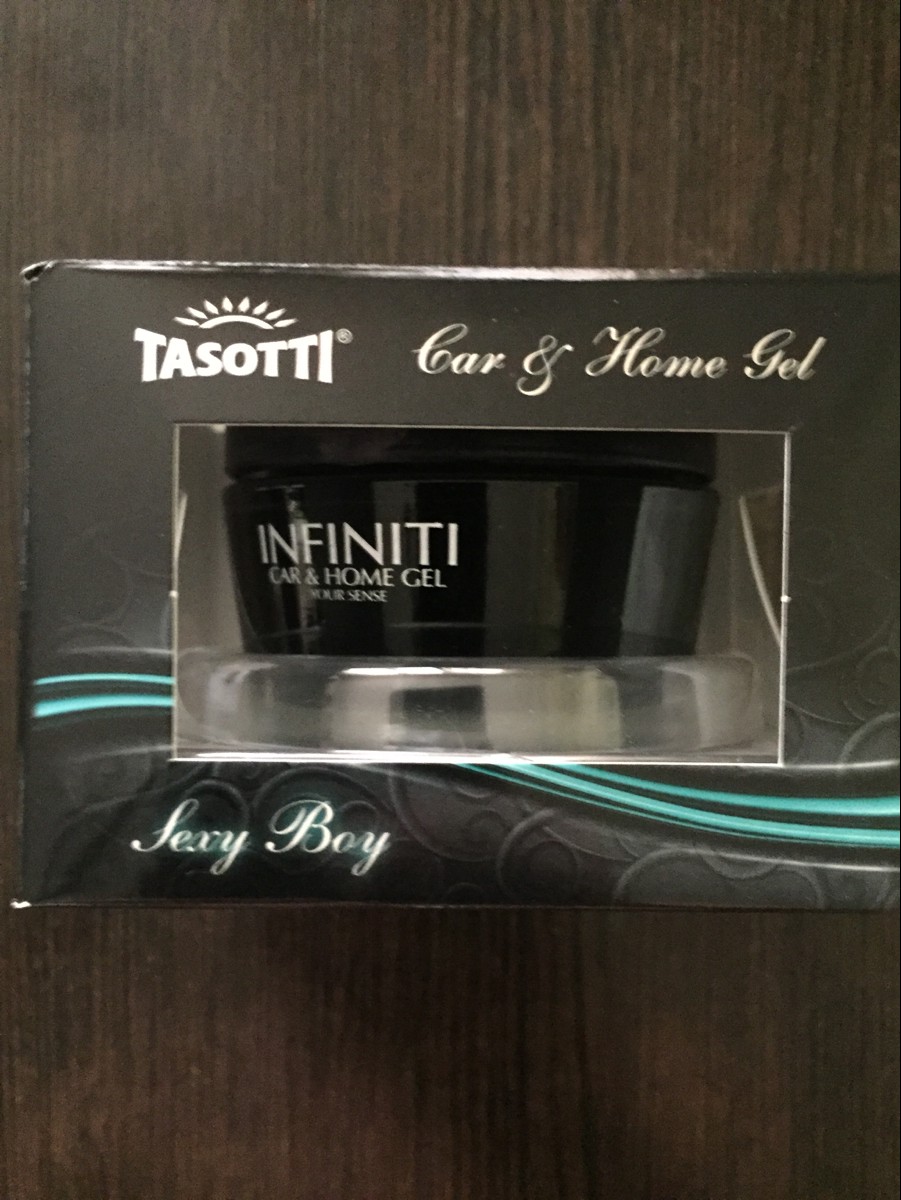 TASOTTI®
Car & Home Gel
INFINITI
CAR & HOME GEL
YOUR SENSE
Sexy Boy